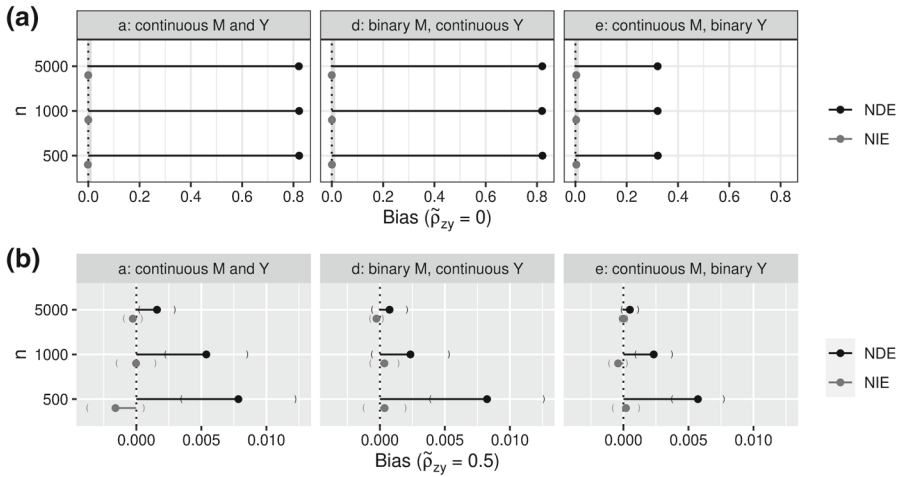 (a)
a: continuous M and Y
d: binary M, continuous Y
e: continuous M, binary Y
n
5000
1000
500
0.0 0.2 0.4 0.6 0.8
0.0 0.2 0.4 0.6 0.8
0.0 0.2 0.4 0.6 0.8
Bias (ρ̃zy = 0)
NDE
NIE
(b)
a: continuous M and Y
d: binary M, continuous Y
e: continuous M, binary Y
n
5000
1000
500
0.000 0.005 0.010
0.000 0.005 0.010
0.000 0.005 0.010
Bias (ρ̃zy = 0.5)
NDE
NIE